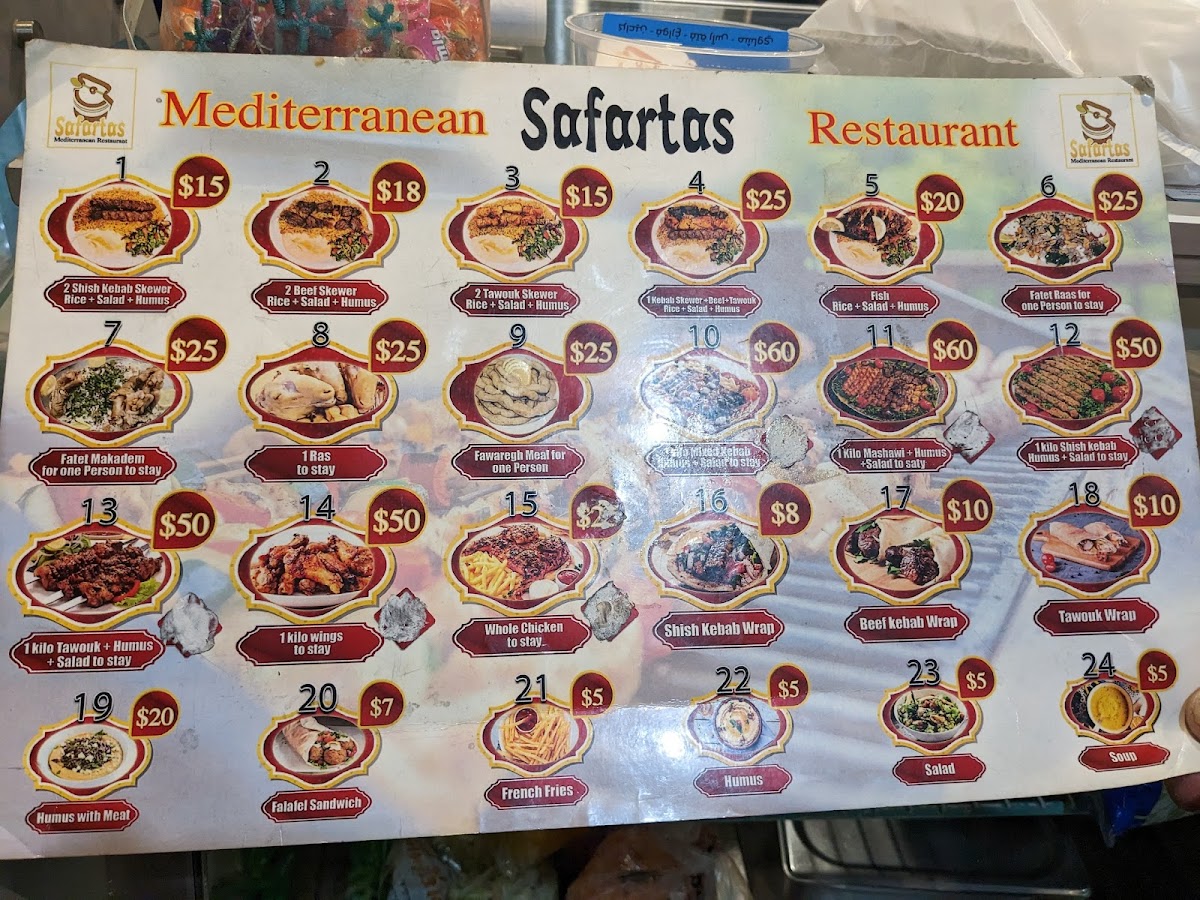 Safartas
Mediterranean Restaurant
Mediterranean Safartas Restaurant
Safartas
Mediterranean Restaurant
1
$15
2 Shish Kebab Skewer
Rice + Salad + Humus
2
$18
2 Beef Skewer
Rice + Salad + Humus
3
$15
2 Tawouk Skewer
Rice + Salad + Humus
4
$25
1 Kebab Skewer+Beef+Tawouk
Rice + Salad + Humus
5
$20
Fish
Rice + Salad + Humus
6
$25
Fatet Raas for
one Person to stay
7
$25
Fatet Makadem
for one Person to stay
8
$25
1 Ras
to stay
9
$25
Fawaregh Meal for
one Person
10
$60
1 kilo Mixed Kebab
Humus + Salad to stay
11
$60
1 Kilo Mashawi + Humus
+Salad to saty
12
$50
1 kilo Shish kebab
Humus + Salad to stay
13
$50
1 kilo Tawouk + Humus
+ Salad to stay
14
$50
1 kilo wings
to stay
15
$2
Whole Chicken
to stay..
16
$8
Shish Kebab Wrap
17
$10
Beef kebab Wrap
18
$10
Tawouk Wrap
19
$20
Humus with Meat
20
$7
Falafel Sandwich
21
$5
French Fries
22
$5
Humus
23
$5
Salad
24
$5
Soup